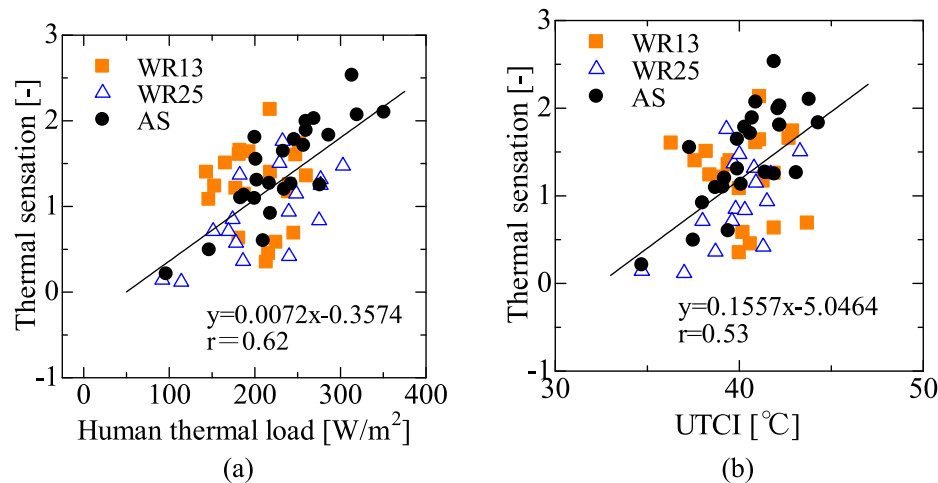 3
WR13
WR25
AS
2
1
0
-1
Thermal sensation [-]
y=0.0072x-0.3574
r=0.62
0 100 200 300 400
Human thermal load [W/m²]
(a)
3
WR13
WR25
AS
2
1
0
-1
Thermal sensation [-]
y=0.1557x-5.0464
r=0.53
30 40 50
UTCI [℃]
(b)